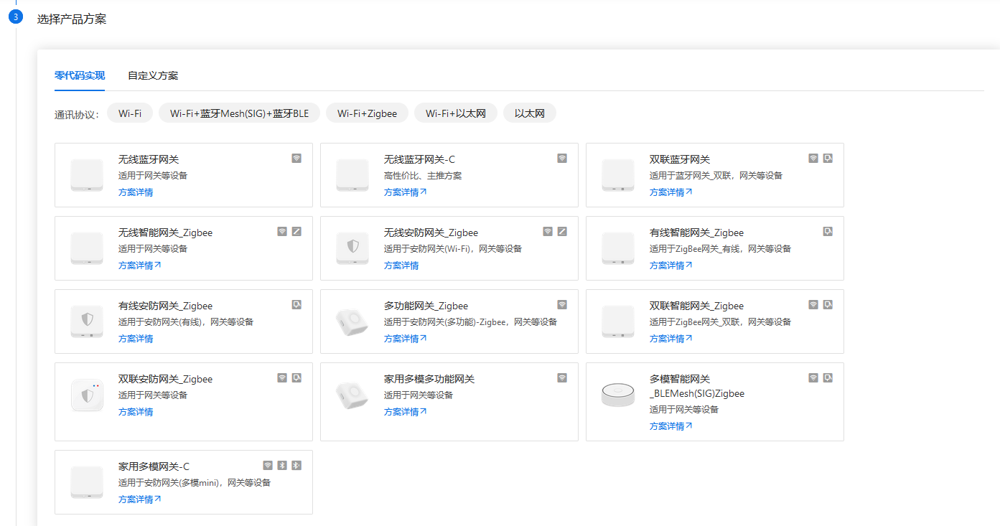 3
选择产品方案
零代码实现 自定义方案
通讯协议： Wi-Fi Wi-Fi+蓝牙Mesh(SIG)+蓝牙BLE Wi-Fi+Zigbee Wi-Fi+以太网 以太网
无线蓝牙网关
适用于网关等设备
方案详情
无线蓝牙网关-C
高性价比、主推方案
方案详情
双联蓝牙网关
适用于蓝牙网关_双联，网关等设备
方案详情
无线智能网关_Zigbee
适用于网关等设备
方案详情
无线安防网关_Zigbee
适用于安防网关(Wi-Fi)，网关等设备
方案详情
有线智能网关_Zigbee
适用于ZigBee网关_有线，网关等设备
方案详情
有线安防网关_Zigbee
适用于安防网关(有线)，网关等设备
方案详情
多功能网关_Zigbee
适用于安防网关(多功能)-Zigbee，网关等设备
方案详情
双联智能网关_Zigbee
适用于ZigBee网关_双联，网关等设备
方案详情
双联安防网关_Zigbee
适用于网关等设备
方案详情
家用多模多功能网关
适用于网关等设备
方案详情
多模智能网关
_BLEMesh(SIG)Zigbee
适用于网关等设备
方案详情
家用多模网关-C
适用于安防网关(多模mini)，网关等设备
方案详情